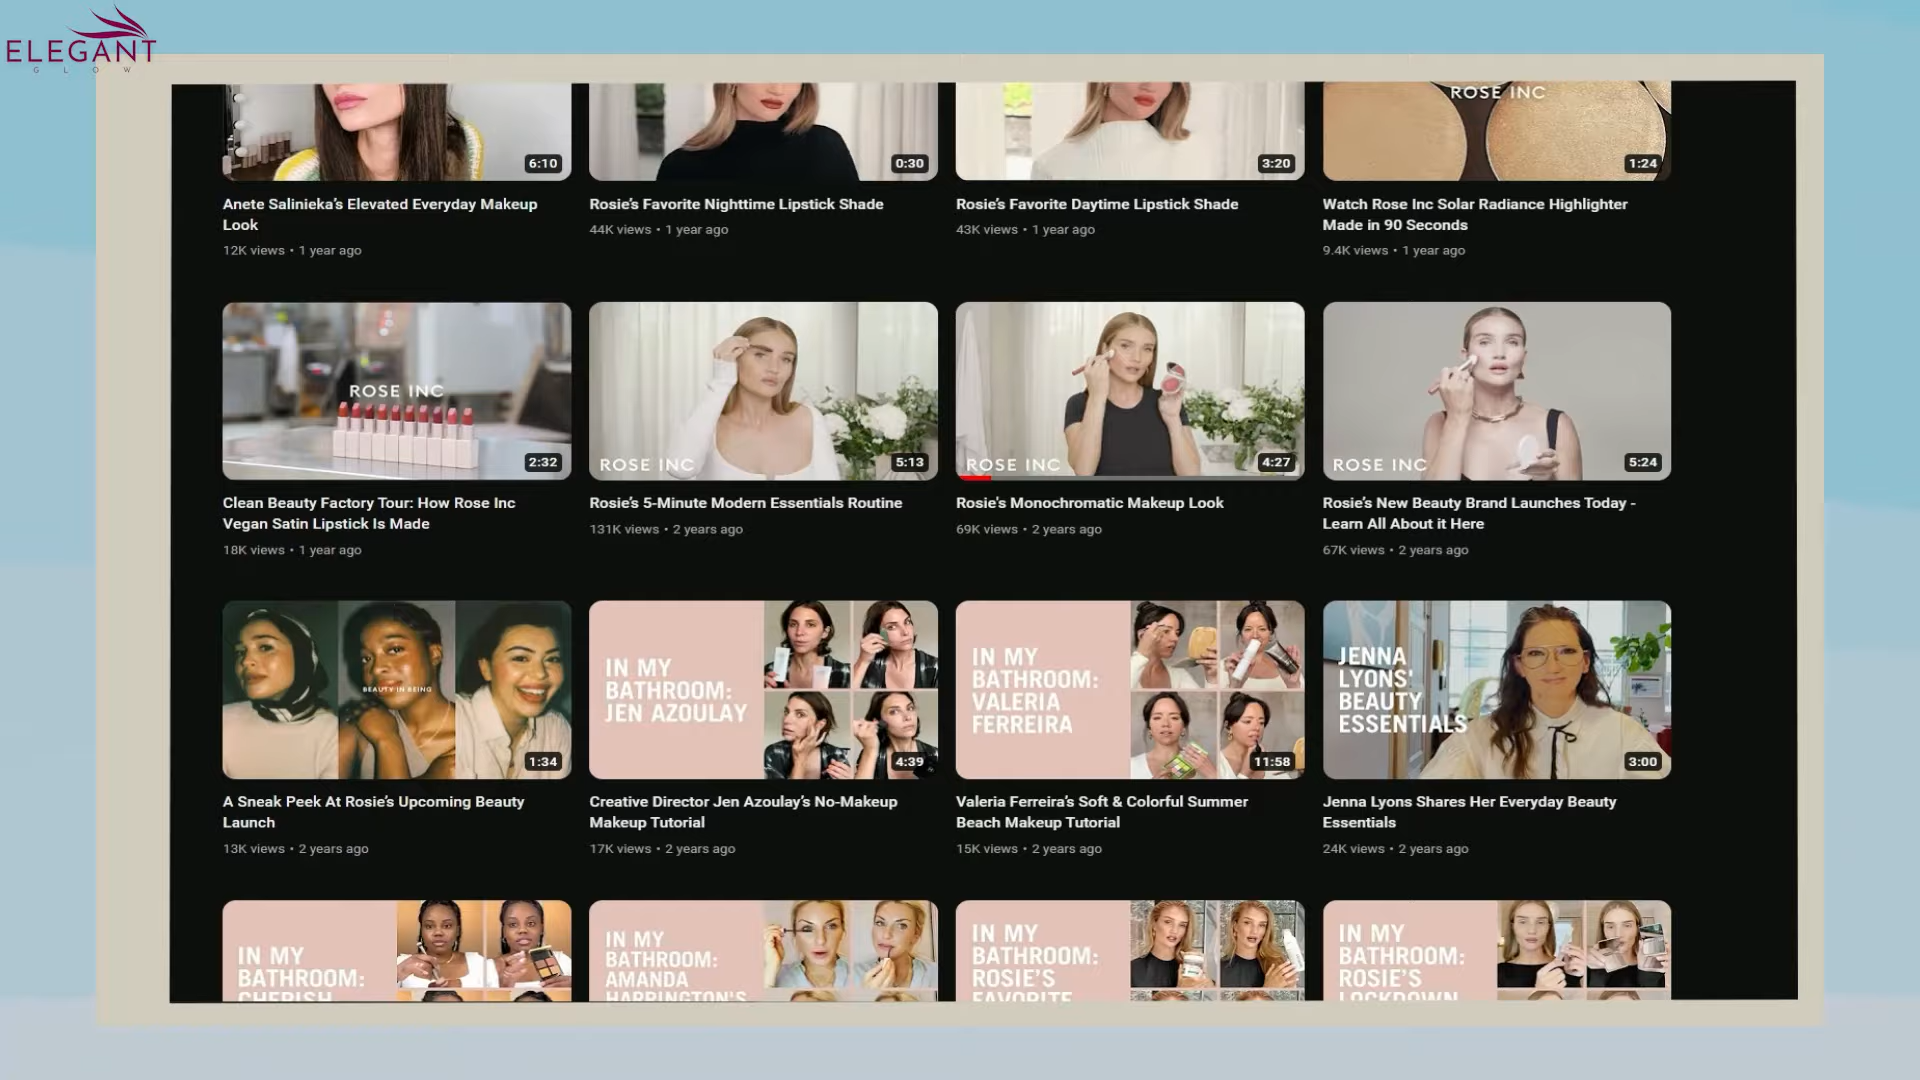 ELEGANT
GLOW
ROSE INC
6:10
0:30
3:20
1:24
Anete Salinieka's Elevated Everyday Makeup
Look
12K views • 1 year ago
Rosie's Favorite Nighttime Lipstick Shade
44K views • 1 year ago
Rosie's Favorite Daytime Lipstick Shade
43K views • 1 year ago
Watch Rose Inc Solar Radiance Highlighter
Made in 90 Seconds
9.4K views • 1 year ago
ROSE INC
2:32
ROSE INC
5:13
ROSE INC
4:27
ROSE INC
5:24
Clean Beauty Factory Tour: How Rose Inc
Vegan Satin Lipstick Is Made
18K views • 1 year ago
Rosie's 5-Minute Modern Essentials Routine
131K views • 2 years ago
Rosie's Monochromatic Makeup Look
69K views • 2 years ago
Rosie's New Beauty Brand Launches Today -
Learn All About it Here
67K views • 2 years ago
BEAUTY IN BEING
1:34
IN MY
BATHROOM:
JEN AZOULAY
4:39
IN MY
BATHROOM:
VALERIA
FERREIRA
11:58
JENNA
LYONS'
BEAUTY
ESSENTIALS
3:00
A Sneak Peek At Rosie's Upcoming Beauty
Launch
13K views • 2 years ago
Creative Director Jen Azoulay's No-Makeup
Makeup Tutorial
17K views • 2 years ago
Valeria Ferreira's Soft & Colorful Summer
Beach Makeup Tutorial
15K views • 2 years ago
Jenna Lyons Shares Her Everyday Beauty
Essentials
24K views • 2 years ago
IN MY
BATHROOM:
CHERISH
IN MY
BATHROOM:
AMANDA
HARRINGTON'S
IN MY
BATHROOM:
ROSIE'S
FAVORITE
IN MY
BATHROOM:
ROSIE'S
LOCKDOWN